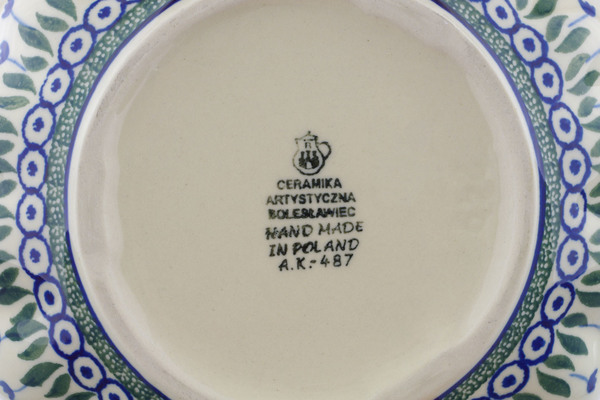 CERAMIKA
ARTYSTYCZNA
BOLESŁAWIEC
HAND MADE
IN POLAND
A.K.-487